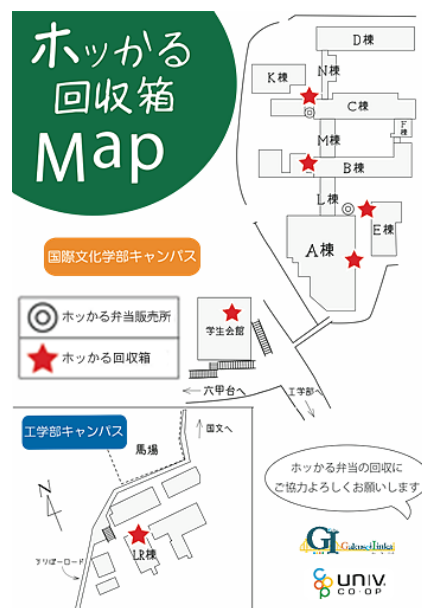 ホッかる
回収箱
Map
D棟
K棟
N棟
C棟
F棟
M棟
B棟
L棟
E棟
A棟
国際文化学部キャンパス
ホッかる弁当販売所
ホッかる回収箱
学生会館
六甲台へ
工学部へ
工学部キャンパス
国文へ
馬場
N
LR棟
ホッかる弁当の回収に
ご協力よろしくお願いします
GI
UNIV.
CO-OP